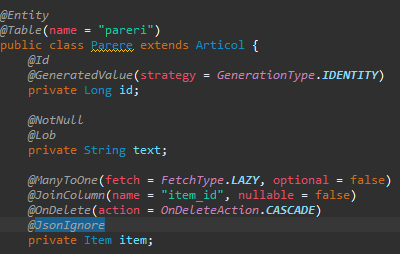 @Entity
@Table(name = "pareri")
public class Parere extends Articol {
@Id
@GeneratedValue(strategy = GenerationType.IDENTITY)
private Long id;
@NotNull
@Lob
private String text;
@ManyToOne(fetch = FetchType.LAZY, optional = false)
@JoinColumn(name = "item_id", nullable = false)
@OnDelete(action = OnDeleteAction.CASCADE)
@JsonIgnore
private Item item;